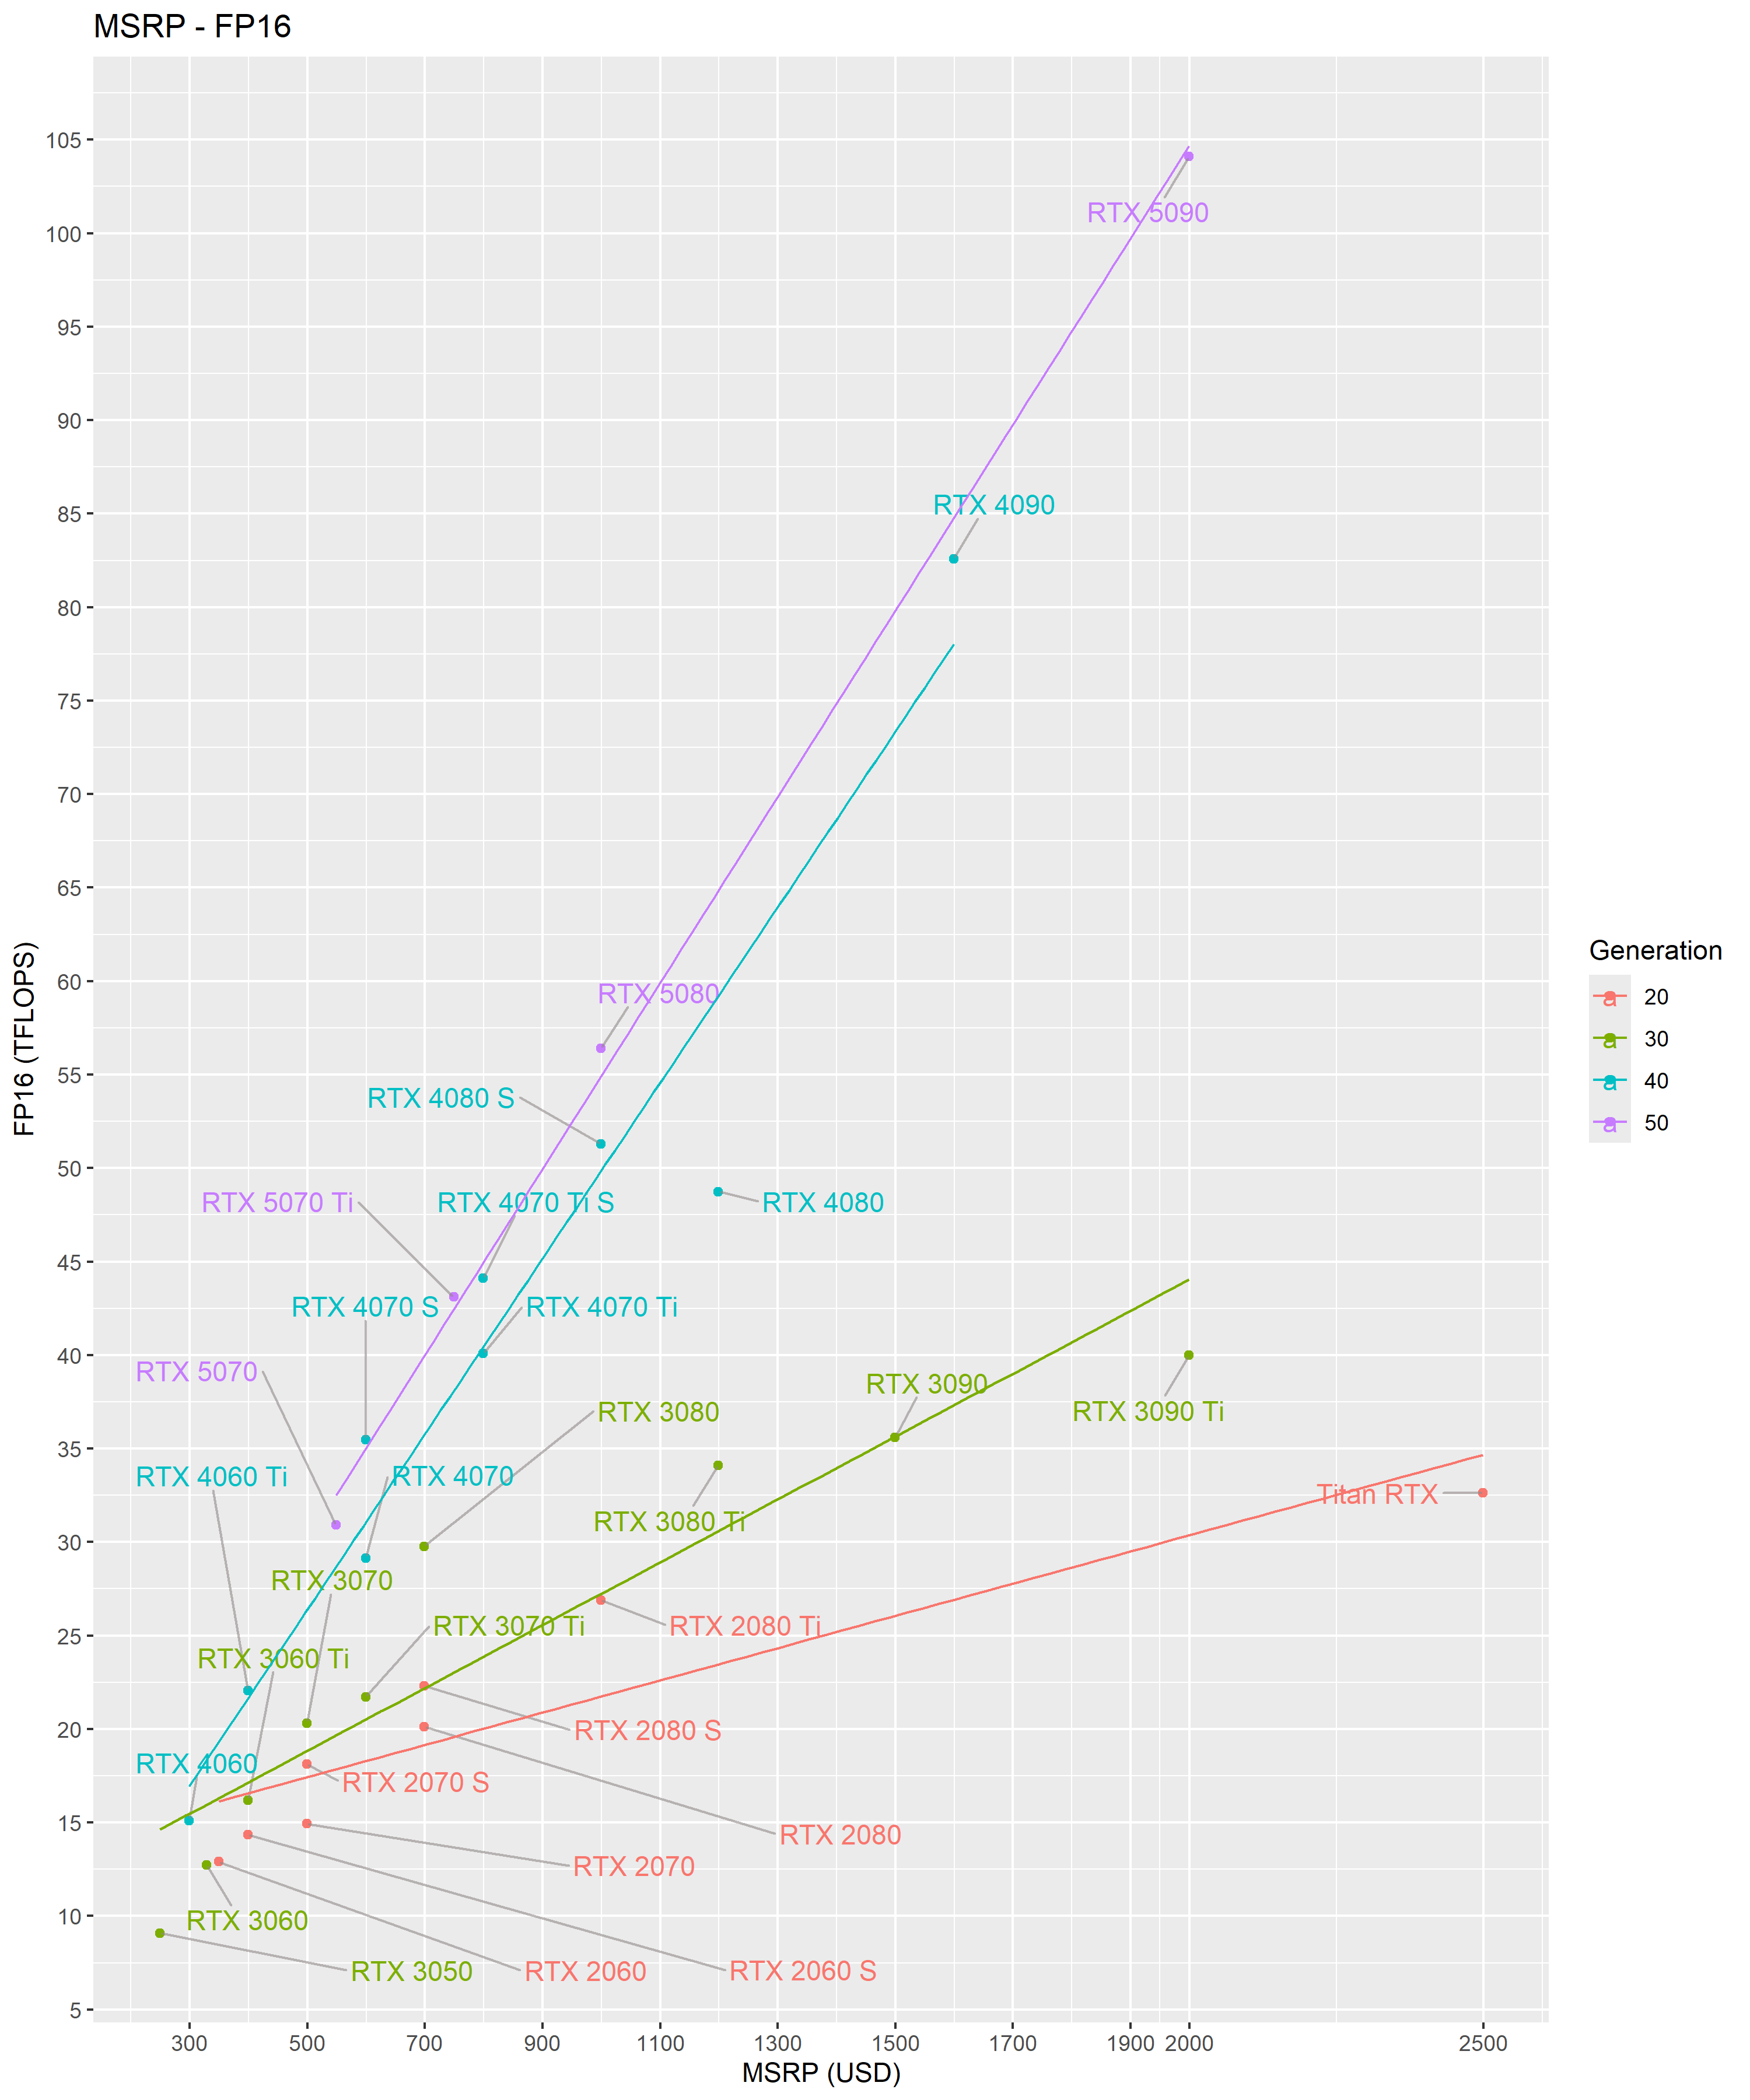 MSRP - FP16
105
100
95
90
85
80
75
70
65
60
55
50
45
40
35
30
25
20
15
10
5
FP16 (TFLOPS)
RTX 5090
RTX 4090
RTX 5080
RTX 4080 S
RTX 5070 Ti
RTX 4070 Ti S
RTX 4080
RTX 4070 S
RTX 4070 Ti
RTX 5070
RTX 3090
RTX 3080
RTX 3090 Ti
RTX 4060 Ti
RTX 4070
Titan RTX
RTX 3080 Ti
RTX 3070
RTX 3070 Ti
RTX 2080 Ti
RTX 3060 Ti
RTX 2080 S
RTX 4060
RTX 2070 S
RTX 2080
RTX 2070
RTX 3060
RTX 3050
RTX 2060
RTX 2060 S
300 500 700 900 1100 1300 1500 1700 1900 2000 2500
MSRP (USD)
Generation
a 20
a 30
a 40
a 50